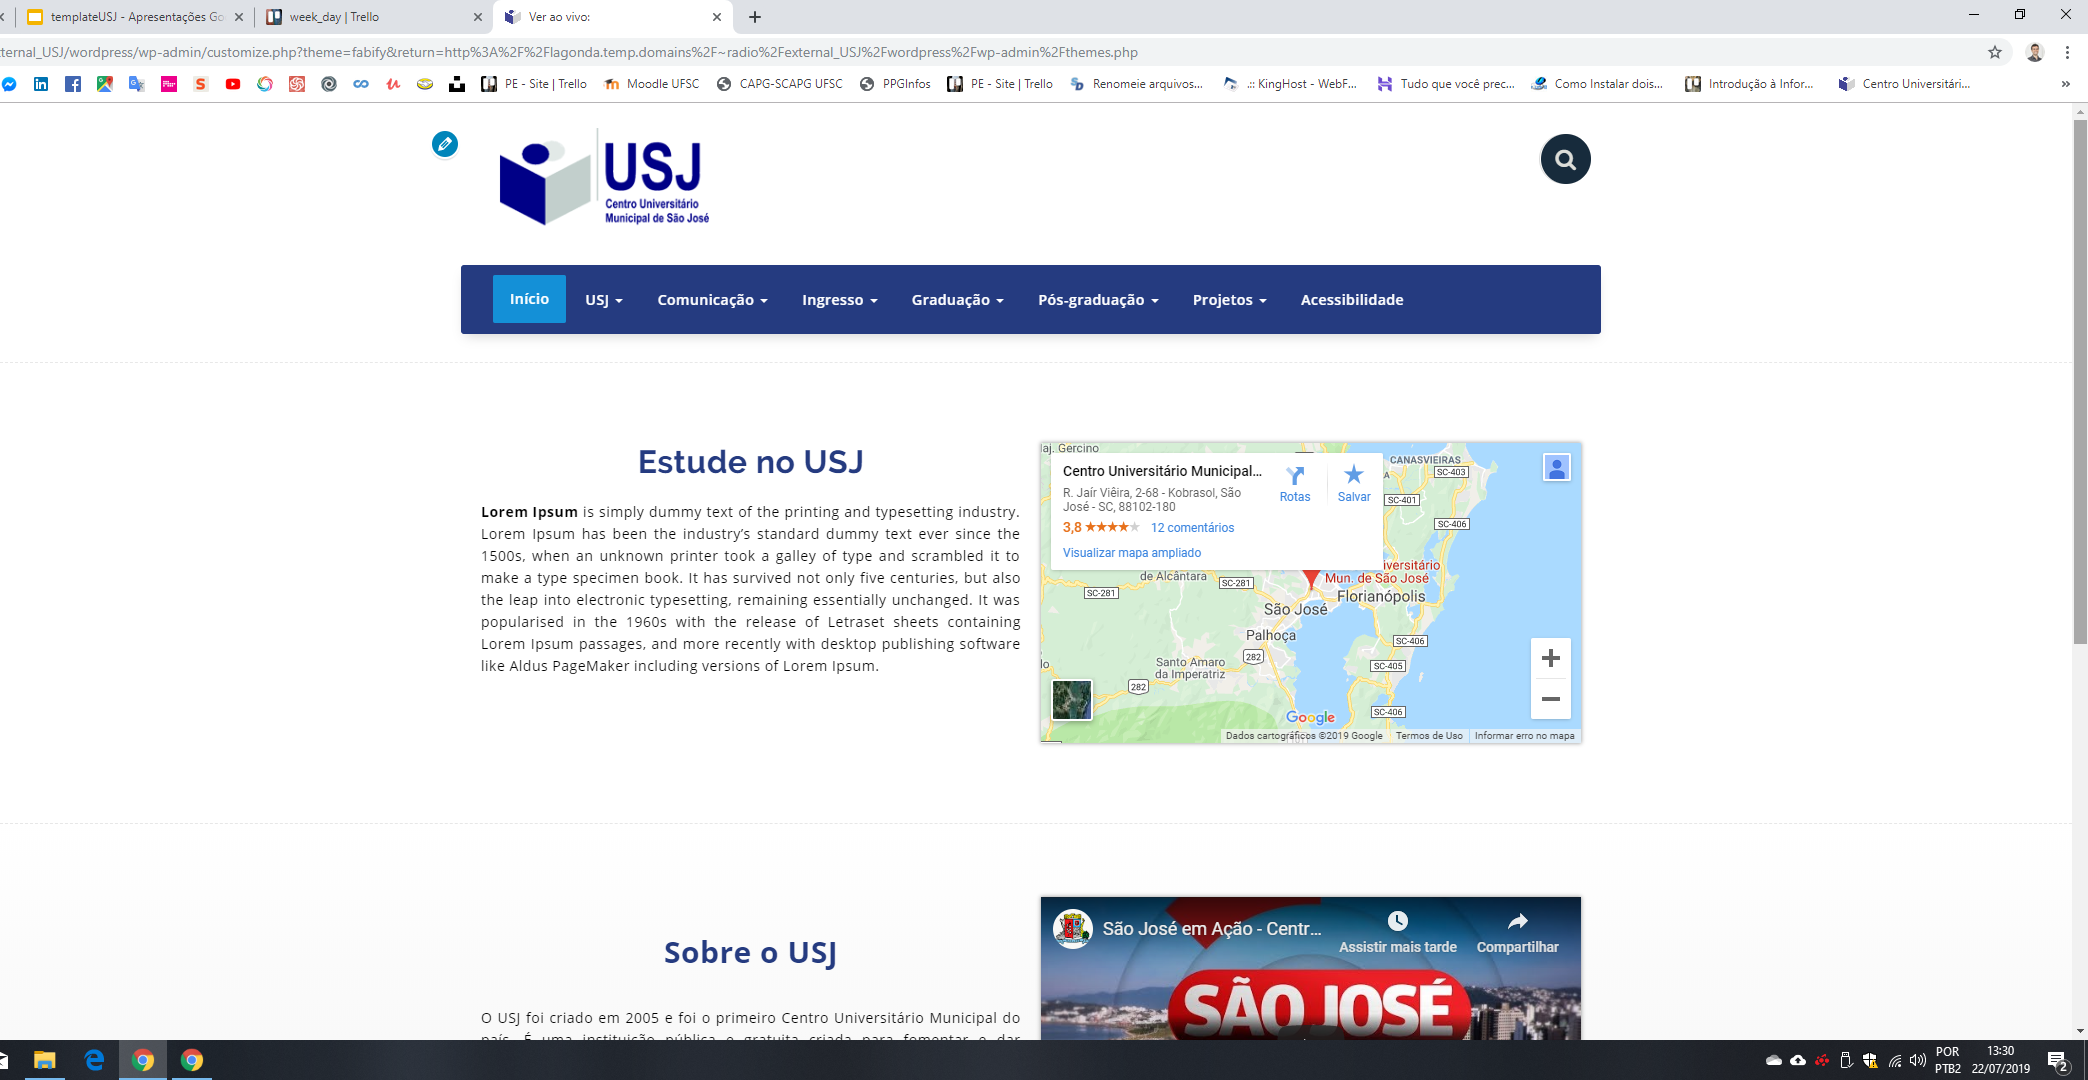 templateUSJ - Apresentações Go
week_day | Trello
Ver ao vivo:
ternal_USJ/wordpress/wp-admin/customize.php?theme=fabify&return=http%3A%2F%2Flagonda.temp.domains%2F~radio%2Fexternal_USJ%2Fwordpress%2Fwp-admin%2Fthemes.php
PE - Site | Trello
Moodle UFSC
CAPG-SCAPG UFSC
PPGInfos
PE - Site | Trello
Renomeie arquivos...
.:: KingHost - WebF...
Tudo que você prec...
Como Instalar dois...
Introdução à Infor...
Centro Universitári...
»
USJ
Centro Universitário
Municipal de São José
Início
USJ
Comunicação
Ingresso
Graduação
Pós-graduação
Projetos
Acessibilidade
Estude no USJ
Lorem Ipsum is simply dummy text of the printing and typesetting industry.
Lorem Ipsum has been the industry’s standard dummy text ever since the
1500s, when an unknown printer took a galley of type and scrambled it to
make a type specimen book. It has survived not only five centuries, but also
the leap into electronic typesetting, remaining essentially unchanged. It was
popularised in the 1960s with the release of Letraset sheets containing
Lorem Ipsum passages, and more recently with desktop publishing software
like Aldus PageMaker including versions of Lorem Ipsum.
aj. Gercino
CANASVIEIRAS
SC-403
Centro Universitário Municipal...
R. Jaír Viêira, 2-68 - Kobrasol, São
José - SC, 88102-180
3,8
12 comentários
Visualizar mapa ampliado
Rotas
Salvar
SC-401
SC-406
de Alcântara
SC-281
SC-281
iversitário
Mun. de São José
Florianópolis
São José
Palhoça
SC-406
282
SC-405
Santo Amaro
da Imperatriz
282
SC-406
Google
Dados cartográficos ©2019 Google
Termos de Uso
Informar erro no mapa
Sobre o USJ
O USJ foi criado em 2005 e foi o primeiro Centro Universitário Municipal do
país. É uma instituição pública e gratuita criada para fomentar e dar
São José em Ação - Centr...
Assistir mais tarde
Compartilhar
SÃO JOSÉ
POR
PTB2
13:30
22/07/2019
2